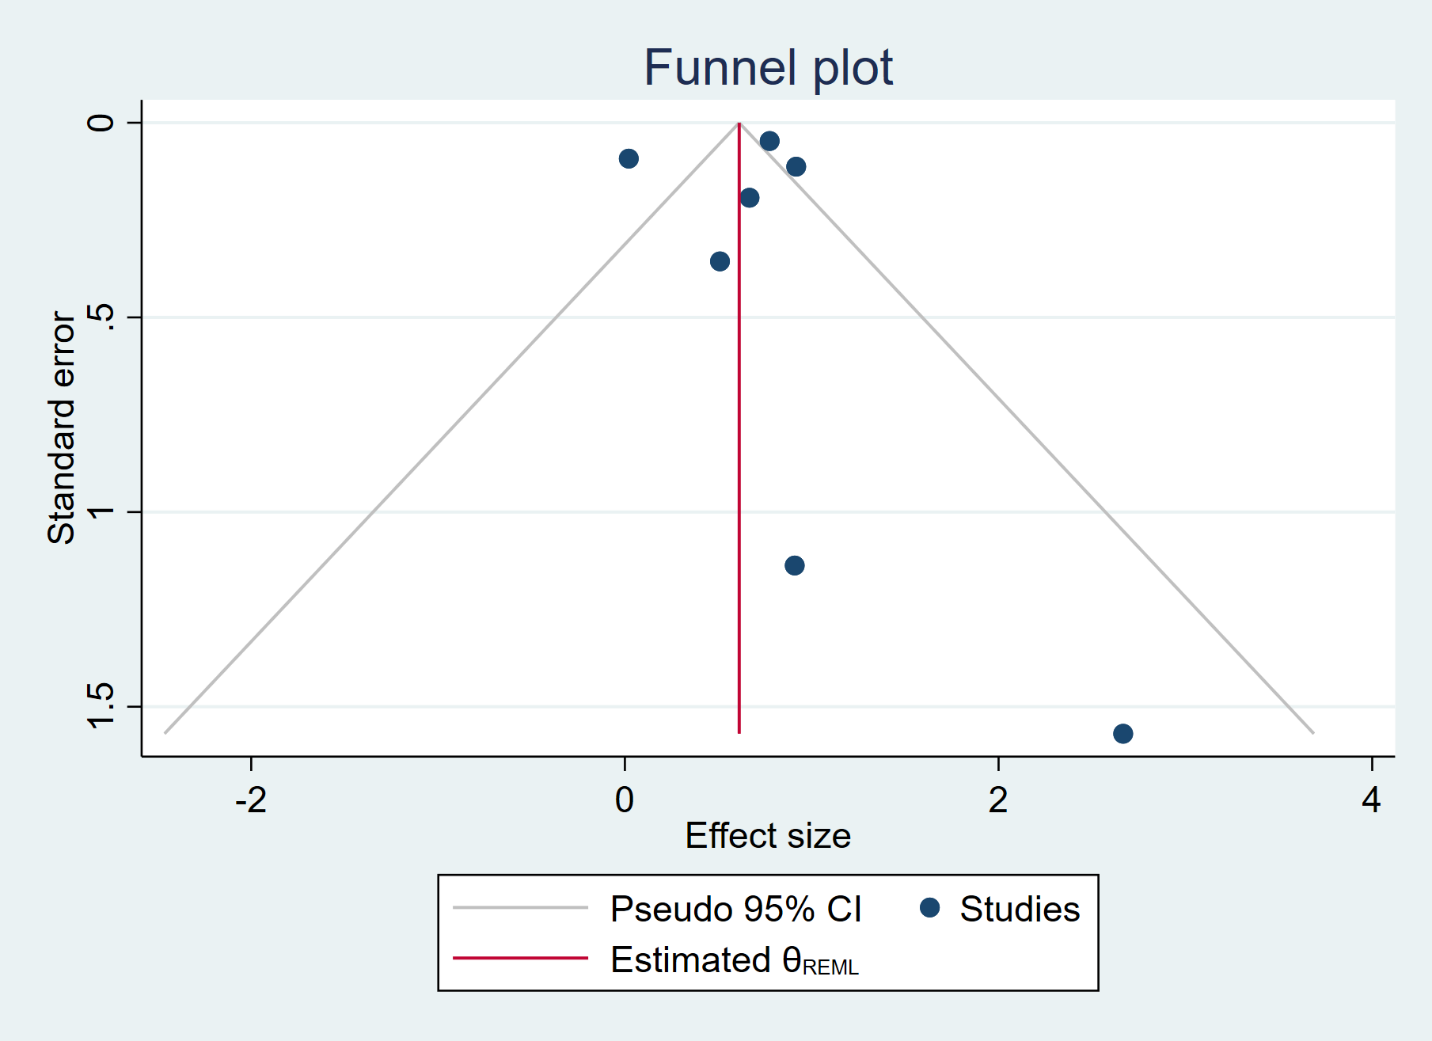 Funnel plot
0
.5
1
1.5
Standard error
-2 0 2 4
Effect size
Pseudo 95% CI Studies
Estimated θREML